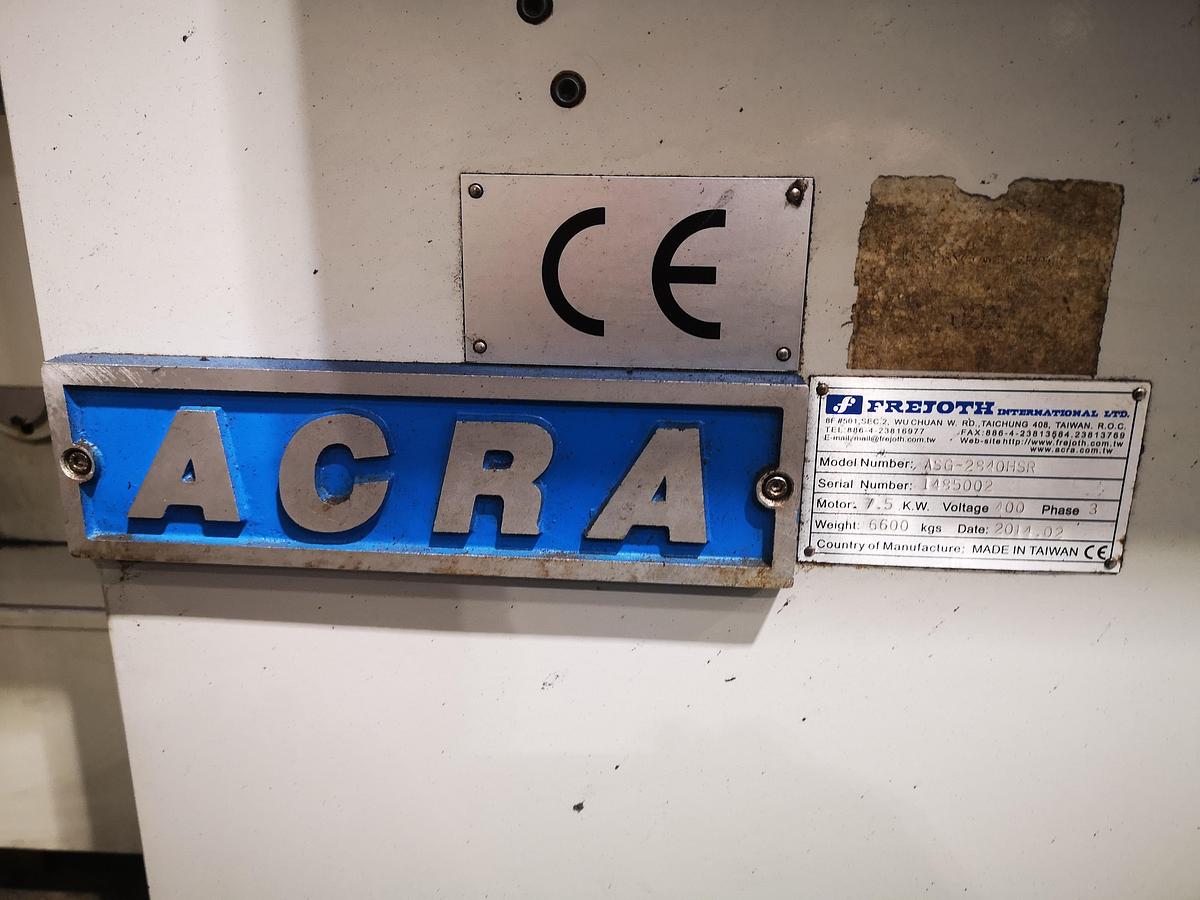 CE
ACRA
f FREJOTH INTERNATIONAL LTD.
8F #501,SEC.2, WU CHUAN W. RD.,TAICHUNG 408, TAIWAN. R.O.C.
TEL:886-4-23816977 FAX:886-4-23813584.23813769
E-mail/mail@frejoth.com.tw Web-site http://www.frejoth.com.tw
www.acra.com.tw
Model Number: ASG-2840HSR
Serial Number: 1485002
Motor: 7.5 K.W. Voltage 400 Phase 3
Weight: 6600 kgs Date: 2014.02
Country of Manufacture: MADE IN TAIWAN CE